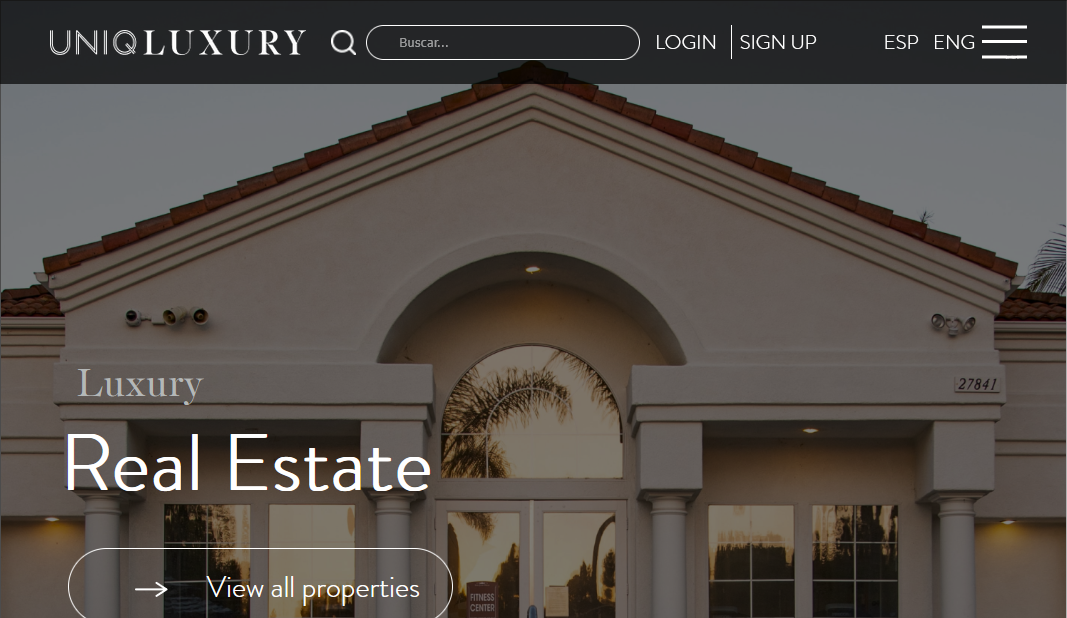 UNIQLUXURY
Buscar...
LOGIN
SIGN UP
ESP
ENG
27841
Luxury
Real Estate
View all properties
FITNESS
CENTER